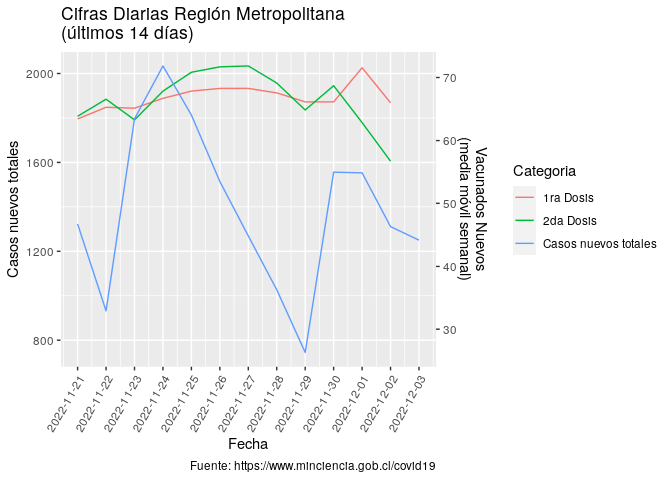 Cifras Diarias Región Metropolitana
(últimos 14 días)
Casos nuevos totales
2000
1600
1200
800
70
60
50
40
30
Vacunados Nuevos
(media móvil semanal)
2022-11-21
2022-11-22
2022-11-23
2022-11-24
2022-11-25
2022-11-26
2022-11-27
2022-11-28
2022-11-29
2022-11-30
2022-12-01
2022-12-02
2022-12-03
Fecha
Categoria
1ra Dosis
2da Dosis
Casos nuevos totales
Fuente: https://www.minciencia.gob.cl/covid19